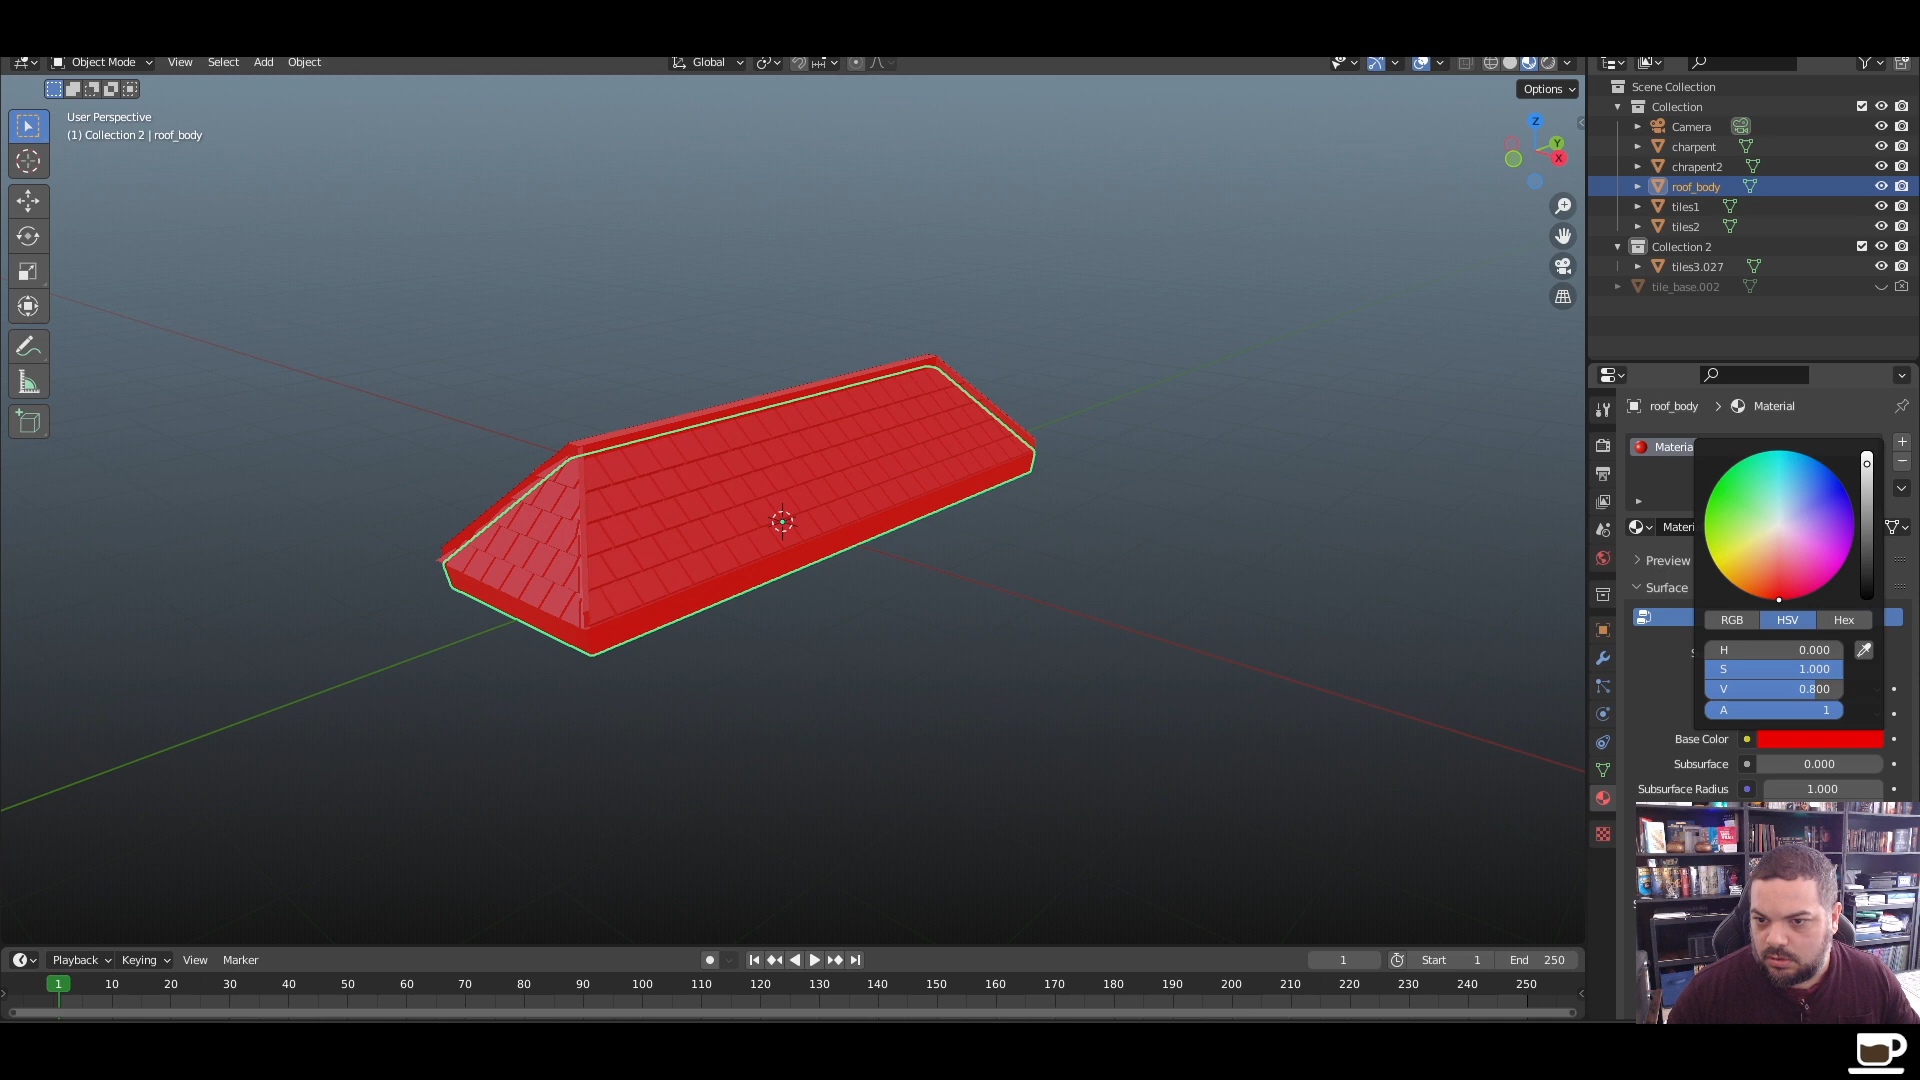 Object Mode View Select Add Object Global
Options
User Perspective
(1) Collection 2 | roof_body
Z
Y
X
Scene Collection
Collection
Camera
charpent
chrapent2
roof_body
tiles1
tiles2
Collection 2
tiles3.027
tile_base.002
roof_body > Material
Materia
Materi
Preview
Surface
RGB HSV Hex
H 0.000
S 1.000
V 0.800
A 1
Base Color
Subsurface 0.000
Subsurface Radius 1.000
Playback Keying View Marker 1 Start 1 End 250
1 10 20 30 40 50 60 70 80 90 100 110 120 130 140 150 160 170 180 190 200 210 220 230 240 250